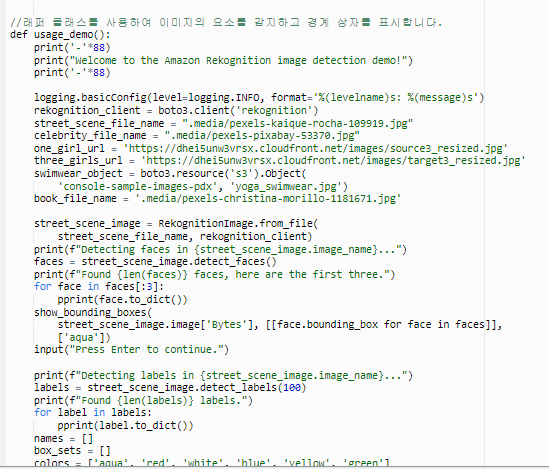 //래퍼 클래스를 사용하여 이미지의 요소를 감지하고 경계 상자를 표시합니다.
def usage_demo():
    print('-'*88)
    print("Welcome to the Amazon Rekognition image detection demo!")
    print('-'*88)

    logging.basicConfig(level=logging.INFO, format='%(levelname)s: %(message)s')
    rekognition_client = boto3.client('rekognition')
    street_scene_file_name = ".media/pexels-kaique-rocha-109919.jpg"
    celebrity_file_name = ".media/pexels-pixabay-53370.jpg"
    one_girl_url = 'https://dhei5unw3vrsx.cloudfront.net/images/source3_resized.jpg'
    three_girls_url = 'https://dhei5unw3vrsx.cloudfront.net/images/target3_resized.jpg'
    swimwear_object = boto3.resource('s3').Object(
        'console-sample-images-pdx', 'yoga_swimwear.jpg')
    book_file_name = '.media/pexels-christina-morillo-1181671.jpg'

    street_scene_image = RekognitionImage.from_file(
        street_scene_file_name, rekognition_client)
    print(f"Detecting faces in {street_scene_image.image_name}...")
    faces = street_scene_image.detect_faces()
    print(f"Found {len(faces)} faces, here are the first three.")
    for face in faces[:3]:
        pprint(face.to_dict())
    show_bounding_boxes(
        street_scene_image.image['Bytes'], [[face.bounding_box for face in faces]],
        ['aqua'])
    input("Press Enter to continue.")

    print(f"Detecting labels in {street_scene_image.image_name}...")
    labels = street_scene_image.detect_labels(100)
    print(f"Found {len(labels)} labels.")
    for label in labels:
        pprint(label.to_dict())
    names = []
    box_sets = []
    colors = ['aqua', 'red', 'white', 'blue', 'yellow', 'green']